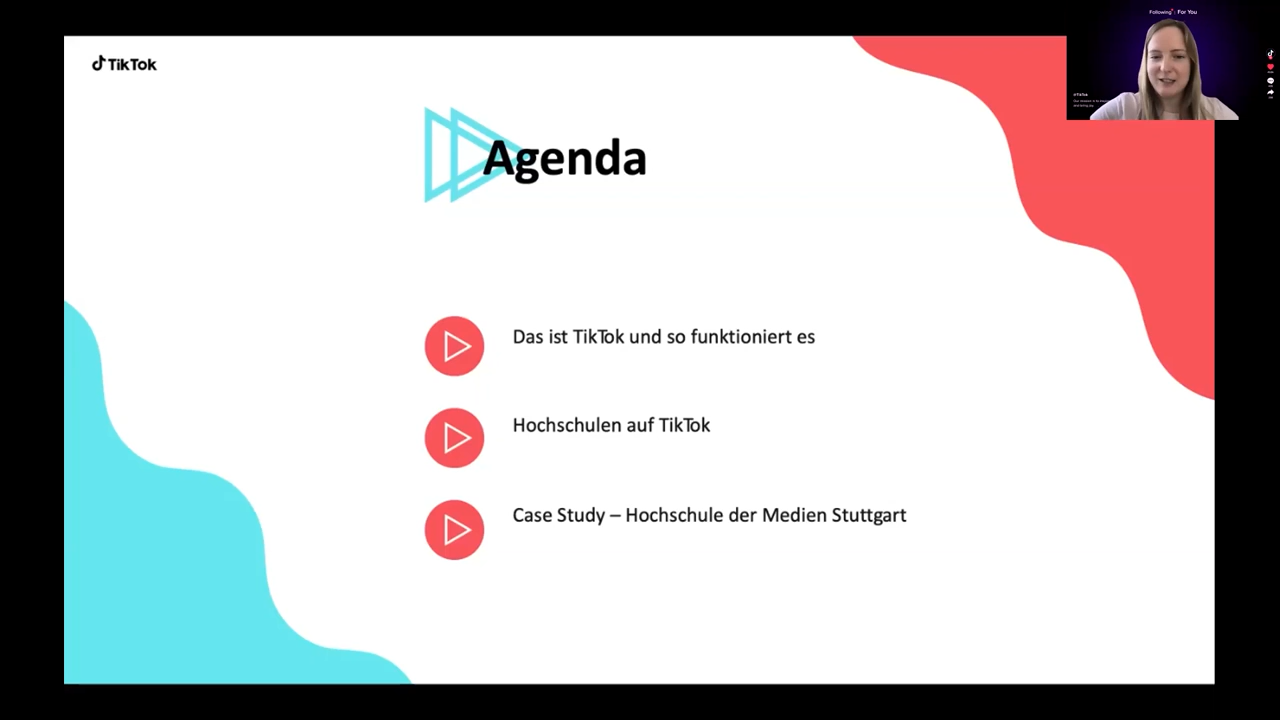 Following For You
TikTok
Agenda
Das ist TikTok und so funktioniert es
Hochschulen auf TikTok
Case Study – Hochschule der Medien Stuttgart